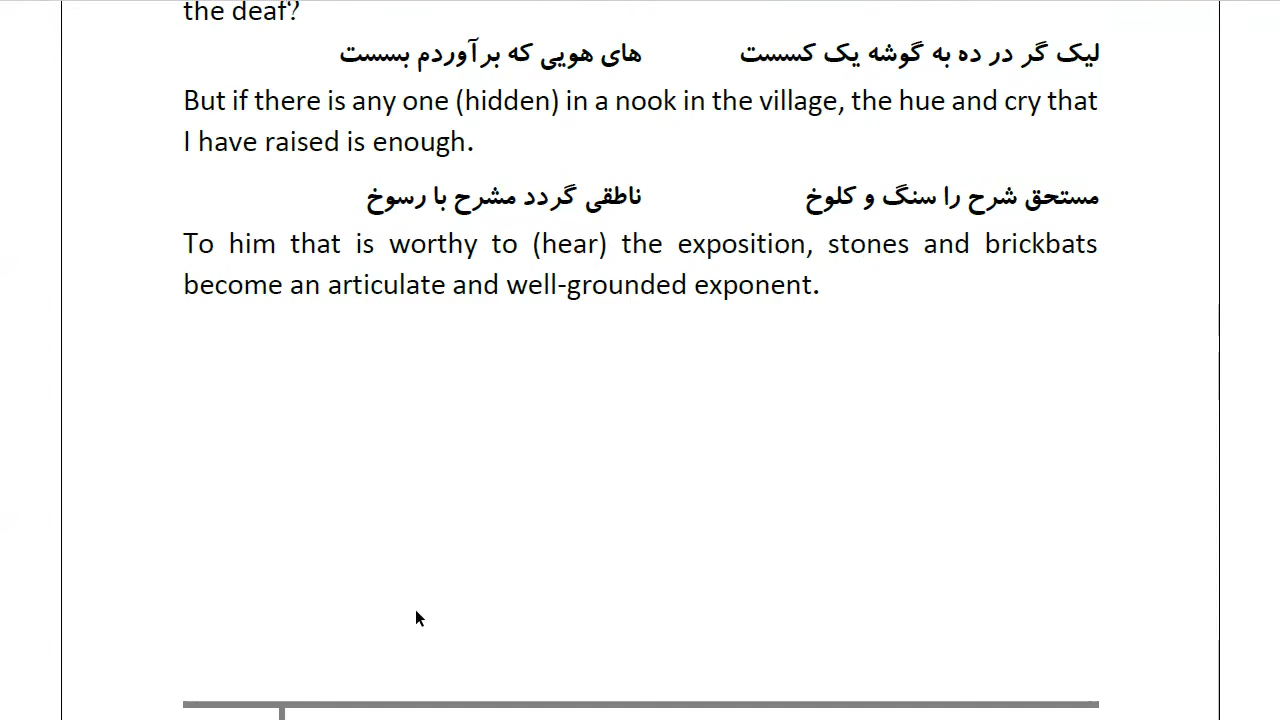 the deaf?
لیک گر در ده به گوشه یک کسست های هویی که برآوردم بسست
But if there is any one (hidden) in a nook in the village, the hue and cry that
I have raised is enough.
مستحق شرح را سنگ و کلوخ ناطقی گردد مشرح با رسوخ
To him that is worthy to (hear) the exposition, stones and brickbats
become an articulate and well-grounded exponent.